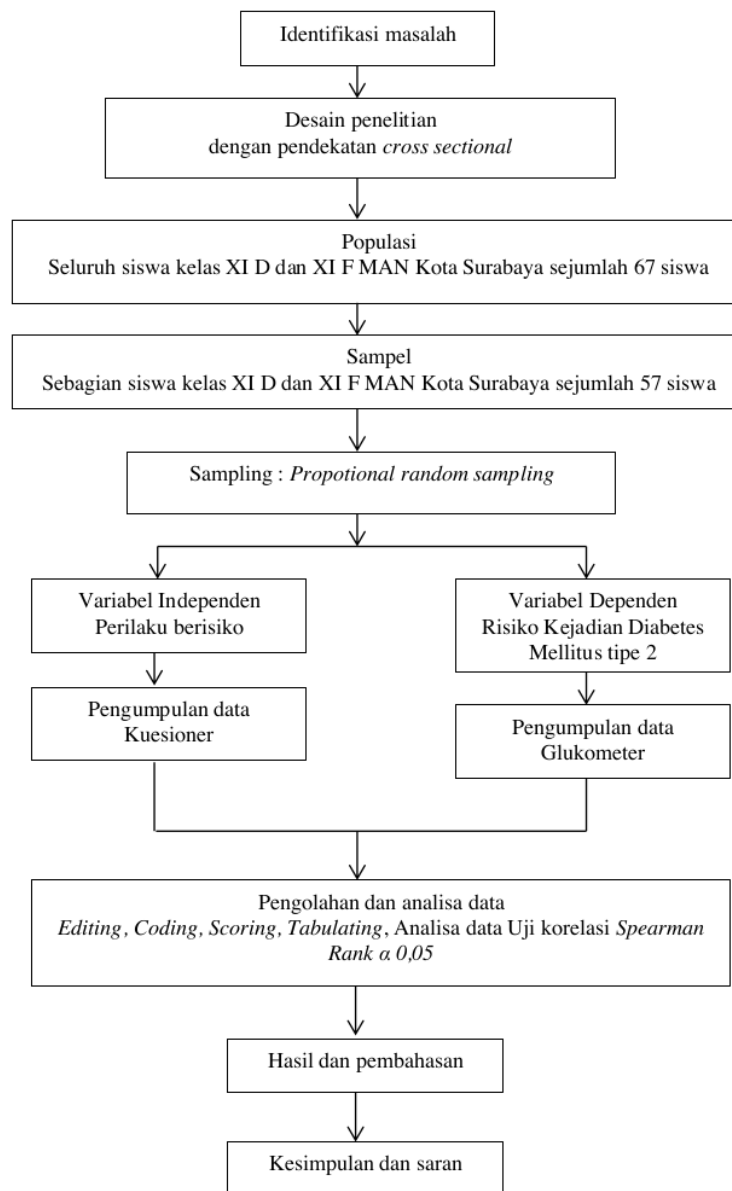 Identifikasi masalah
Desain penelitian
dengan pendekatan cross sectional
Populasi
Seluruh siswa kelas XI D dan XI F MAN Kota Surabaya sejumlah 67 siswa
Sampel
Sebagian siswa kelas XI D dan XI F MAN Kota Surabaya sejumlah 57 siswa
Sampling : Propotional random sampling
Variabel Independen
Perilaku berisiko
Variabel Dependen
Risiko Kejadian Diabetes
Mellitus tipe 2
Pengumpulan data
Kuesioner
Pengumpulan data
Glukometer
Pengolahan dan analisa data
Editing, Coding, Scoring, Tabulating, Analisa data Uji korelasi Spearman
Rank α 0,05
Hasil dan pembahasan
Kesimpulan dan saran